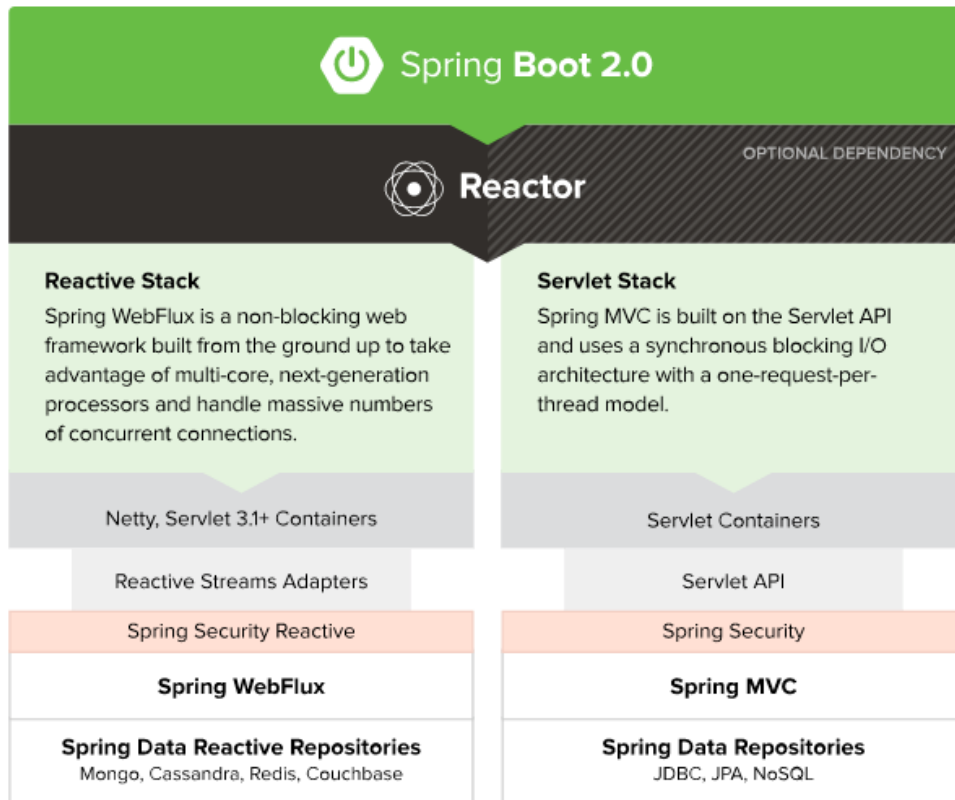 Spring Boot 2.0
OPTIONAL DEPENDENCY
Reactor
Reactive Stack
Spring WebFlux is a non-blocking web
framework built from the ground up to take
advantage of multi-core, next-generation
processors and handle massive numbers
of concurrent connections.
Netty, Servlet 3.1+ Containers
Reactive Streams Adapters
Spring Security Reactive
Spring WebFlux
Spring Data Reactive Repositories
Mongo, Cassandra, Redis, Couchbase
Servlet Stack
Spring MVC is built on the Servlet API
and uses a synchronous blocking I/O
architecture with a one-request-per-
thread model.
Servlet Containers
Servlet API
Spring Security
Spring MVC
Spring Data Repositories
JDBC, JPA, NoSQL